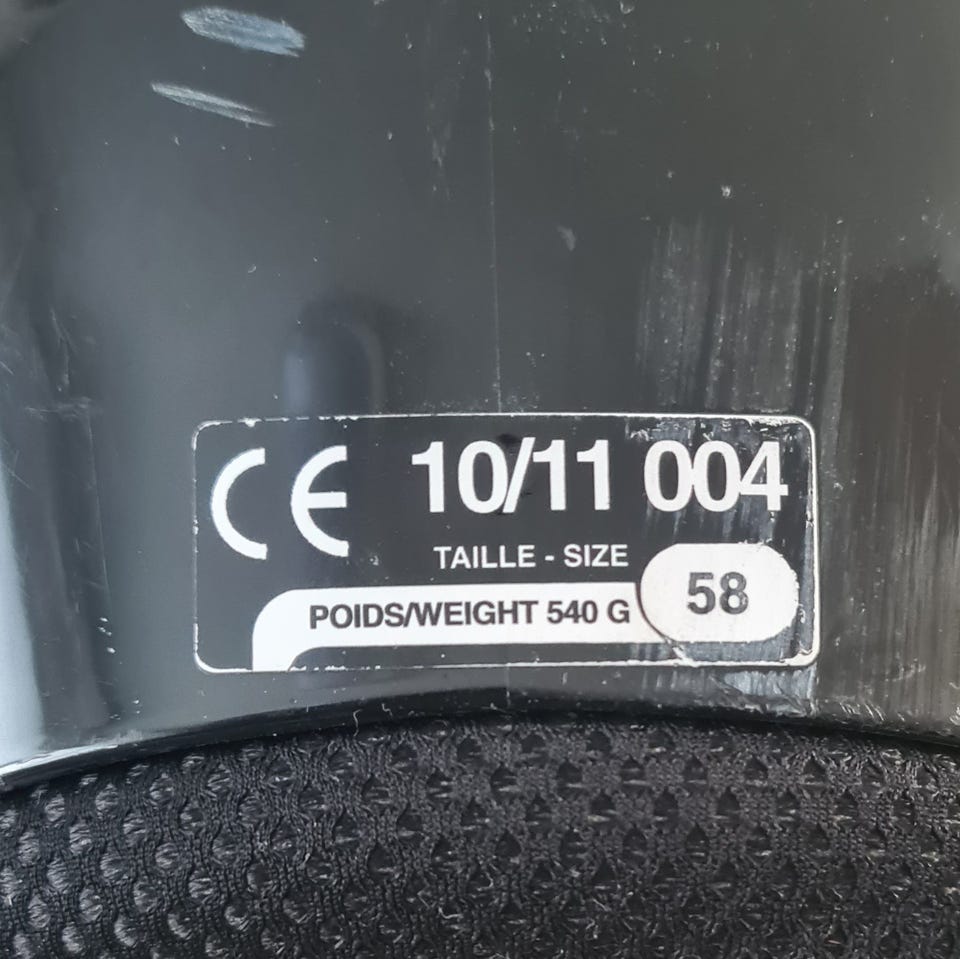 CE 10/11 004
TAILLE - SIZE
58
POIDS/WEIGHT 540 G